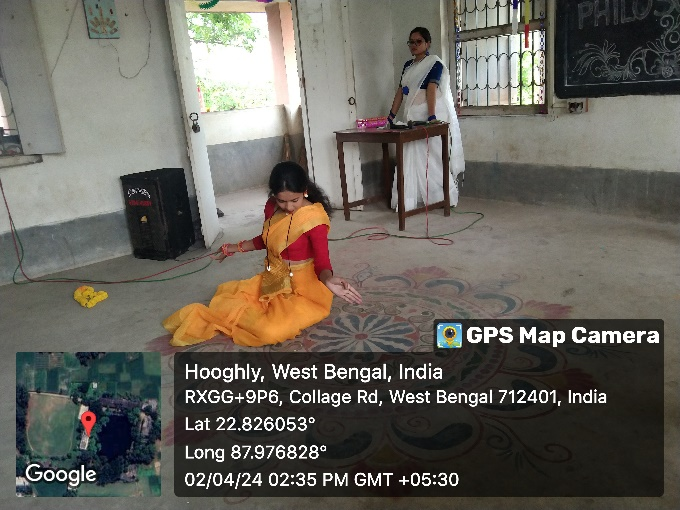 PHILOS
GPS Map Camera
Hooghly, West Bengal, India
RXGG+9P6, Collage Rd, West Bengal 712401, India
Lat 22.826053°
Long 87.976828°
02/04/24 02:35 PM GMT +05:30
Google